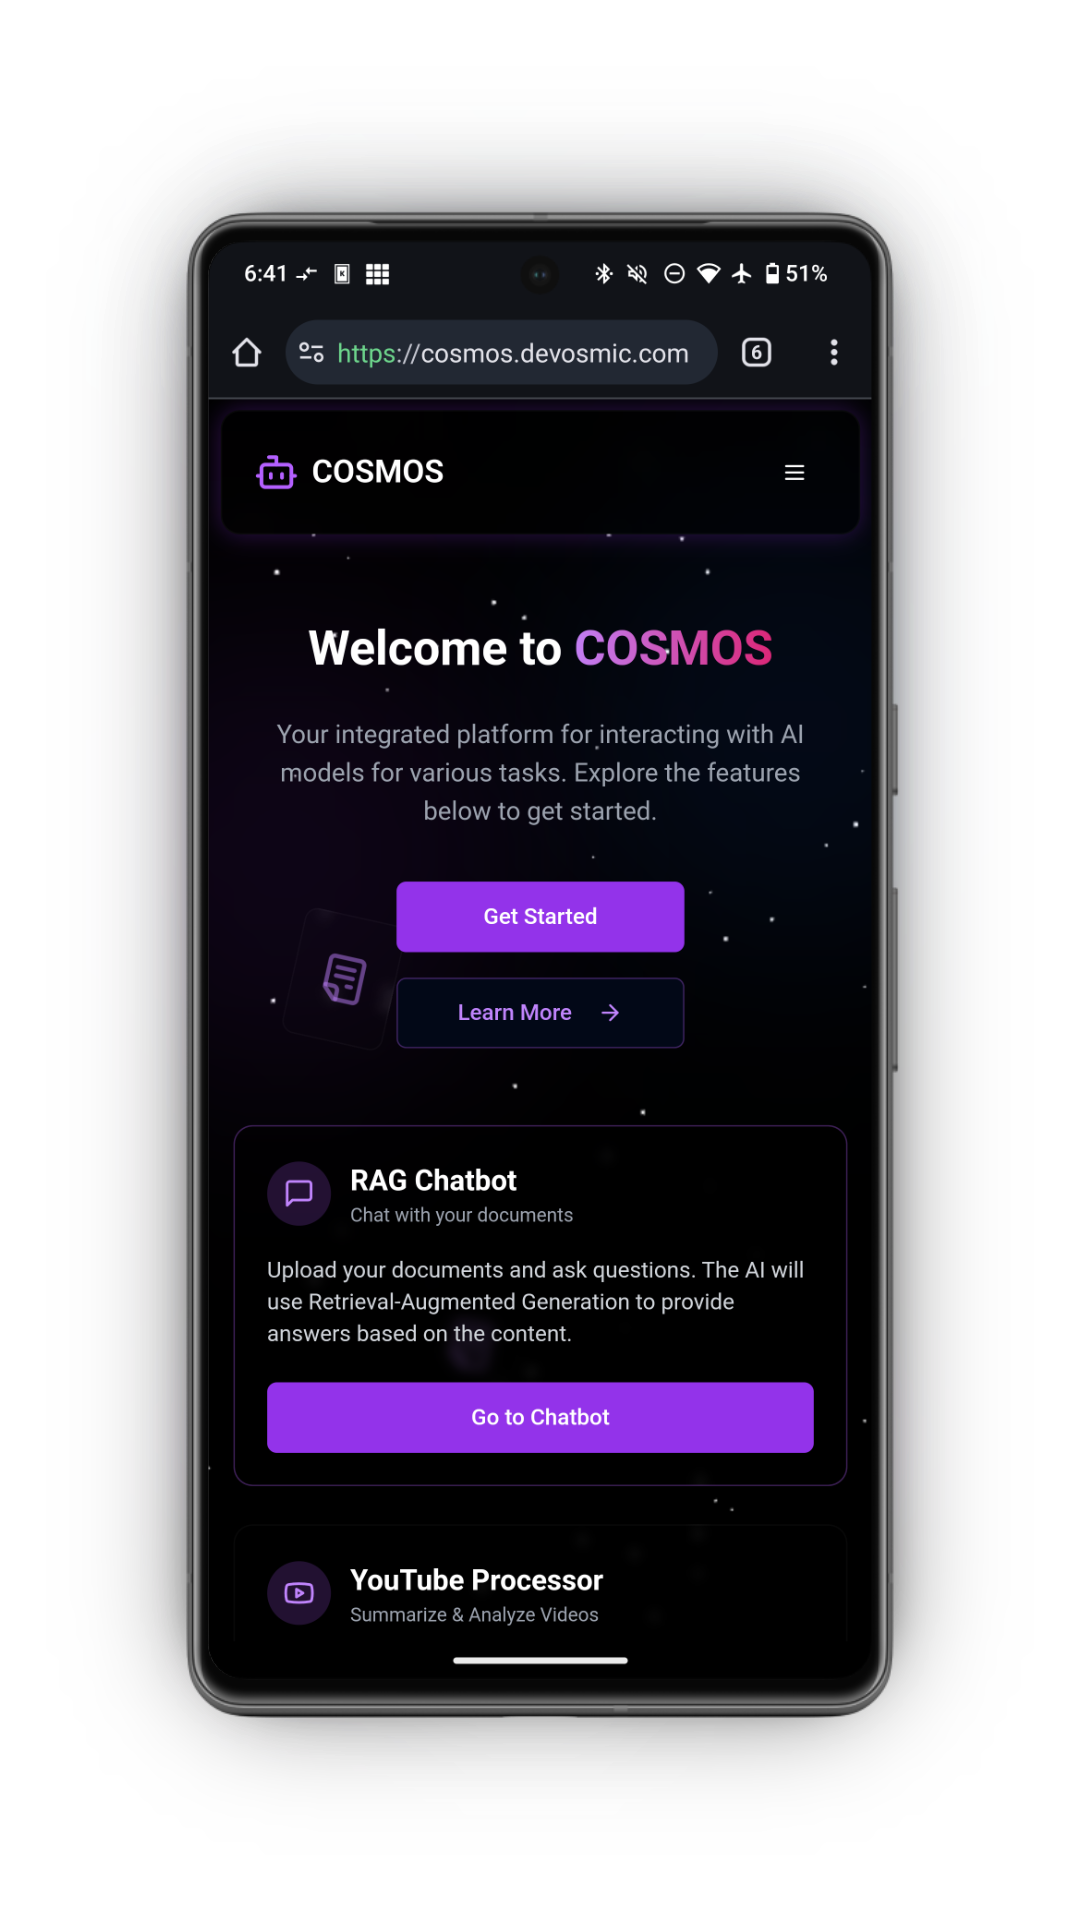 6:41 51%
https://cosmos.devosmic.com 6
COSMOS
Welcome to COSMOS
Your integrated platform for interacting with AI
models for various tasks. Explore the features
below to get started.
Get Started
Learn More
RAG Chatbot
Chat with your documents
Upload your documents and ask questions. The AI will
use Retrieval-Augmented Generation to provide
answers based on the content.
Go to Chatbot
YouTube Processor
Summarize & Analyze Videos